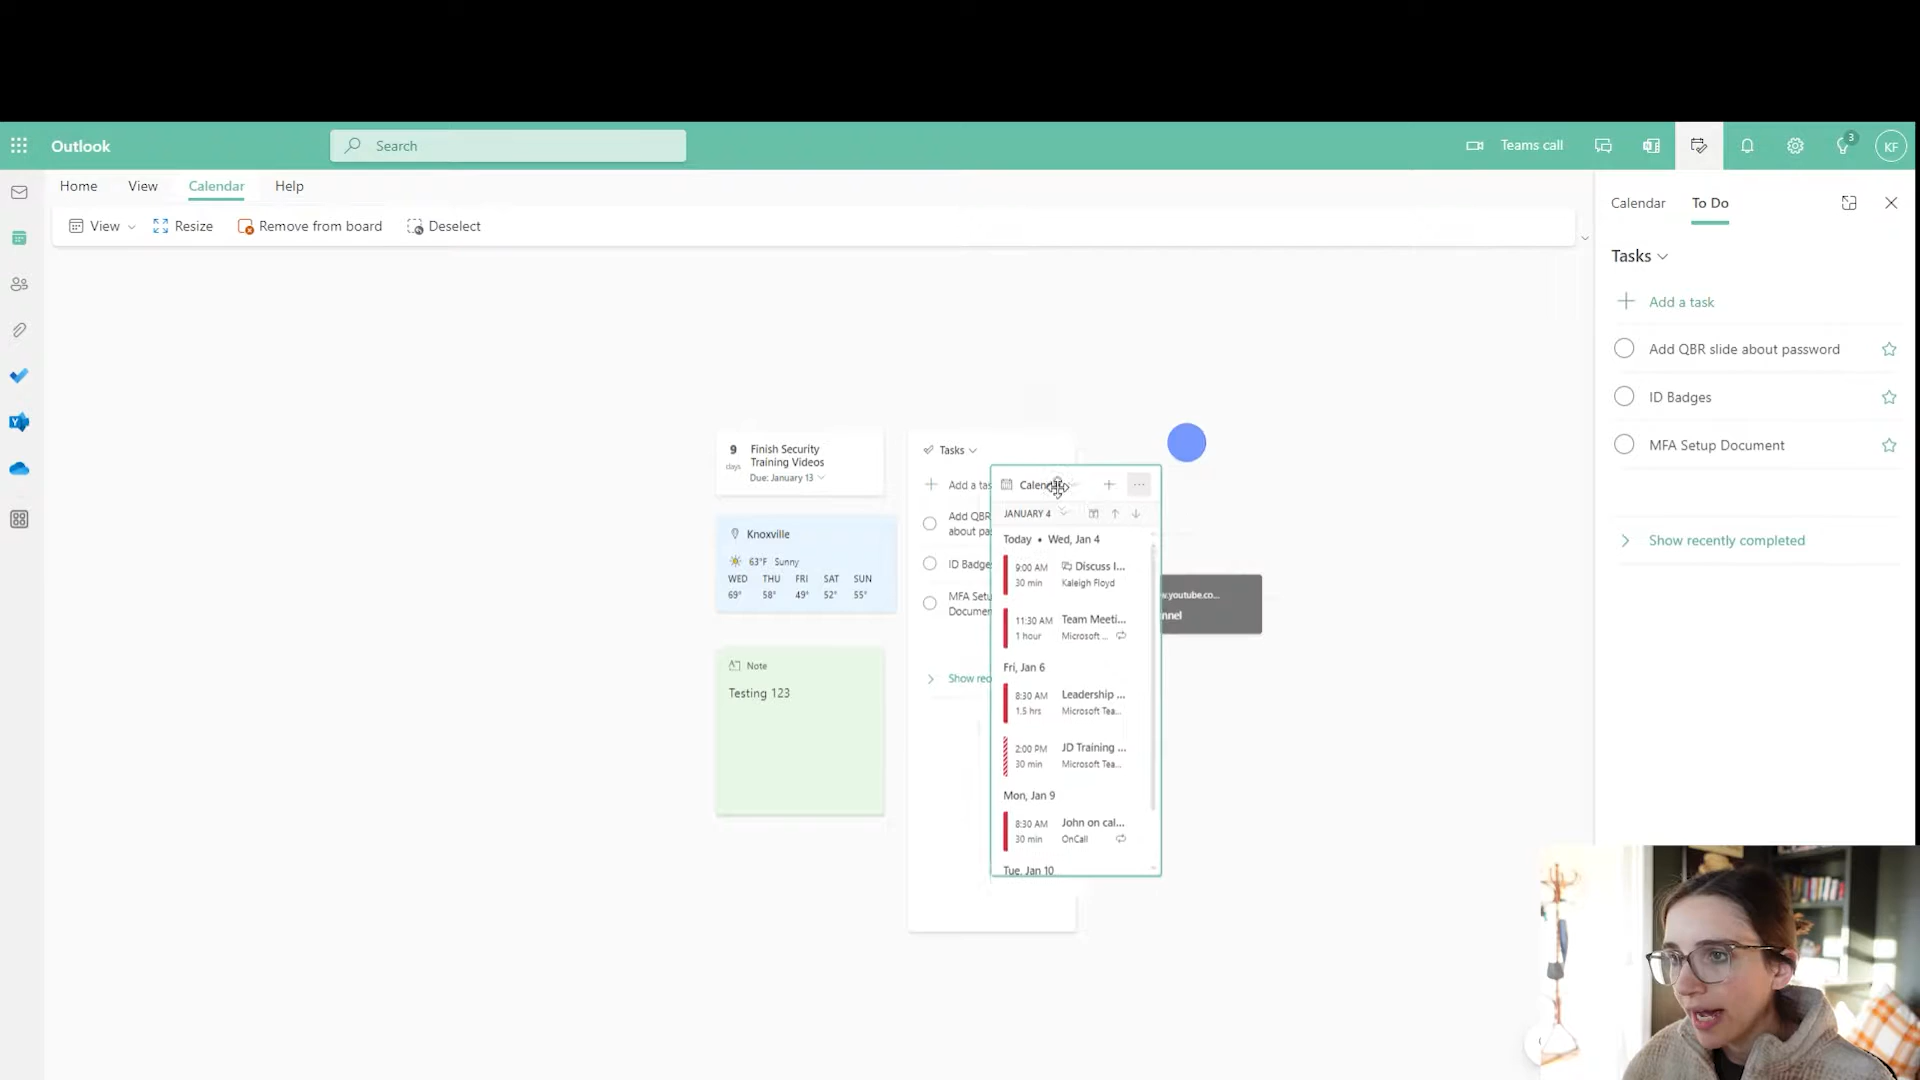 Outlook
Search
Teams call
3
KF
Home
View
Calendar
Help
View
Resize
Remove from board
Deselect
Calendar
To Do
Tasks
Add a task
Add QBR slide about password
ID Badges
MFA Setup Document
Show recently completed
9
days
Finish Security
Training Videos
Due: January 13
Knoxville
63°F Sunny
WED THU FRI SAT SUN
69° 58° 49° 52° 55°
Note
Testing 123
Tasks
Add a tas
Add QBR
about pas
ID Badge
MFA Setu
Documen
Show rec
Calendar
JANUARY 4
Today • Wed, Jan 4
9:00 AM Discuss I...
30 min Kaleigh Floyd
11:30 AM Team Meeti...
1 hour Microsoft ...
Fri, Jan 6
8:30 AM Leadership ...
1.5 hrs Microsoft Tea...
2:00 PM JD Training ...
30 min Microsoft Tea...
Mon, Jan 9
8:30 AM John on cal...
30 min OnCall
Tue, Jan 10
w.youtube.co...
nnel